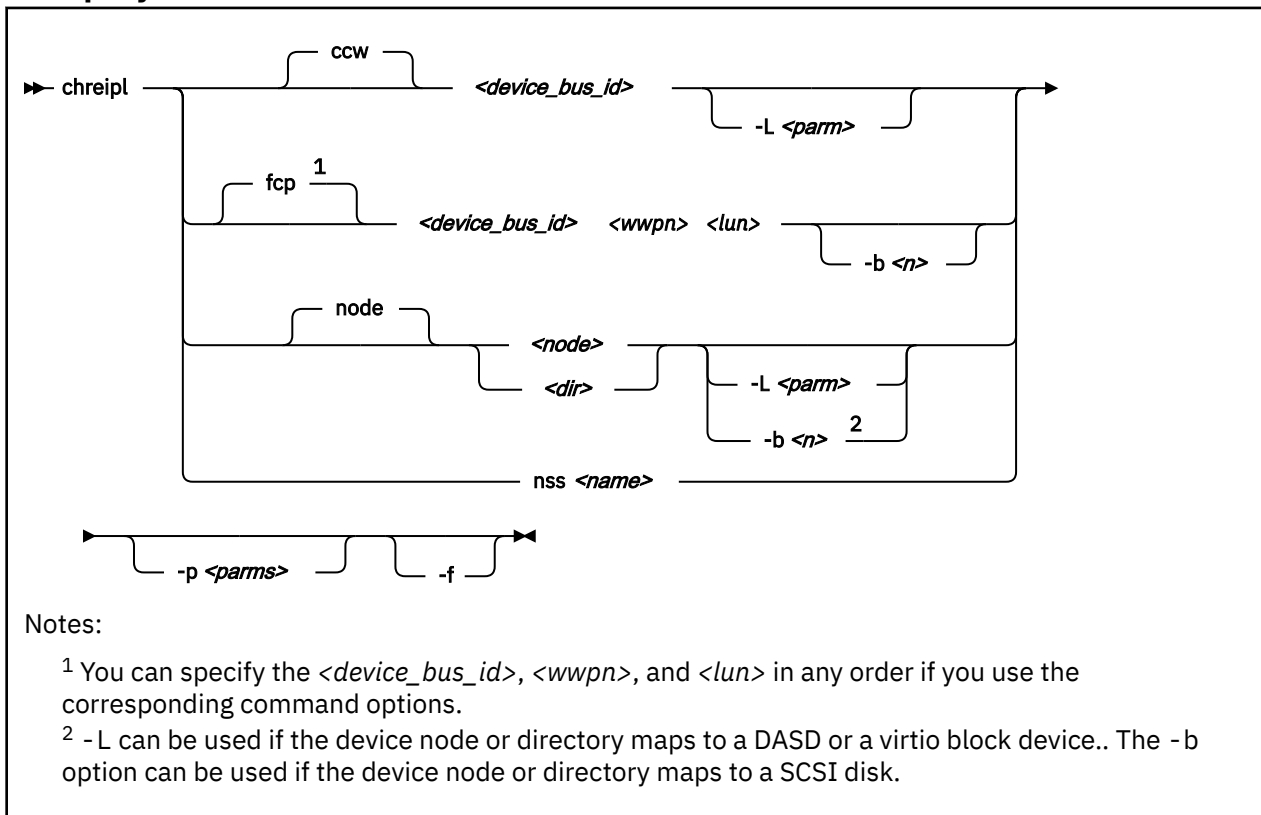 ccw
chreipl <device_bus_id>
-L <parm>
fcp 1
<device_bus_id> <wwpn> <lun>
-b <n>
node
<node>
<dir>
-L <parm>
-b <n> 2
nss <name>
-p <parms> -f
Notes:
1 You can specify the <device_bus_id>, <wwpn>, and <lun> in any order if you use the
corresponding command options.
2 -L can be used if the device node or directory maps to a DASD or a virtio block device.. The -b
option can be used if the device node or directory maps to a SCSI disk.